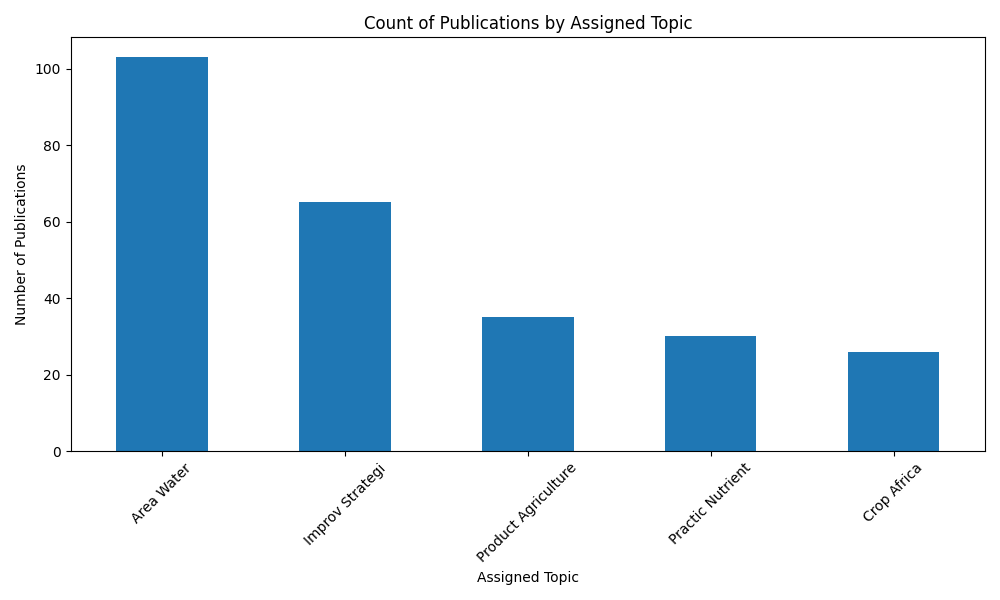 Count of Publications by Assigned Topic
Number of Publications
100
80
60
40
20
0
Area Water
Improv Strategi
Product Agriculture
Practic Nutrient
Crop Africa
Assigned Topic